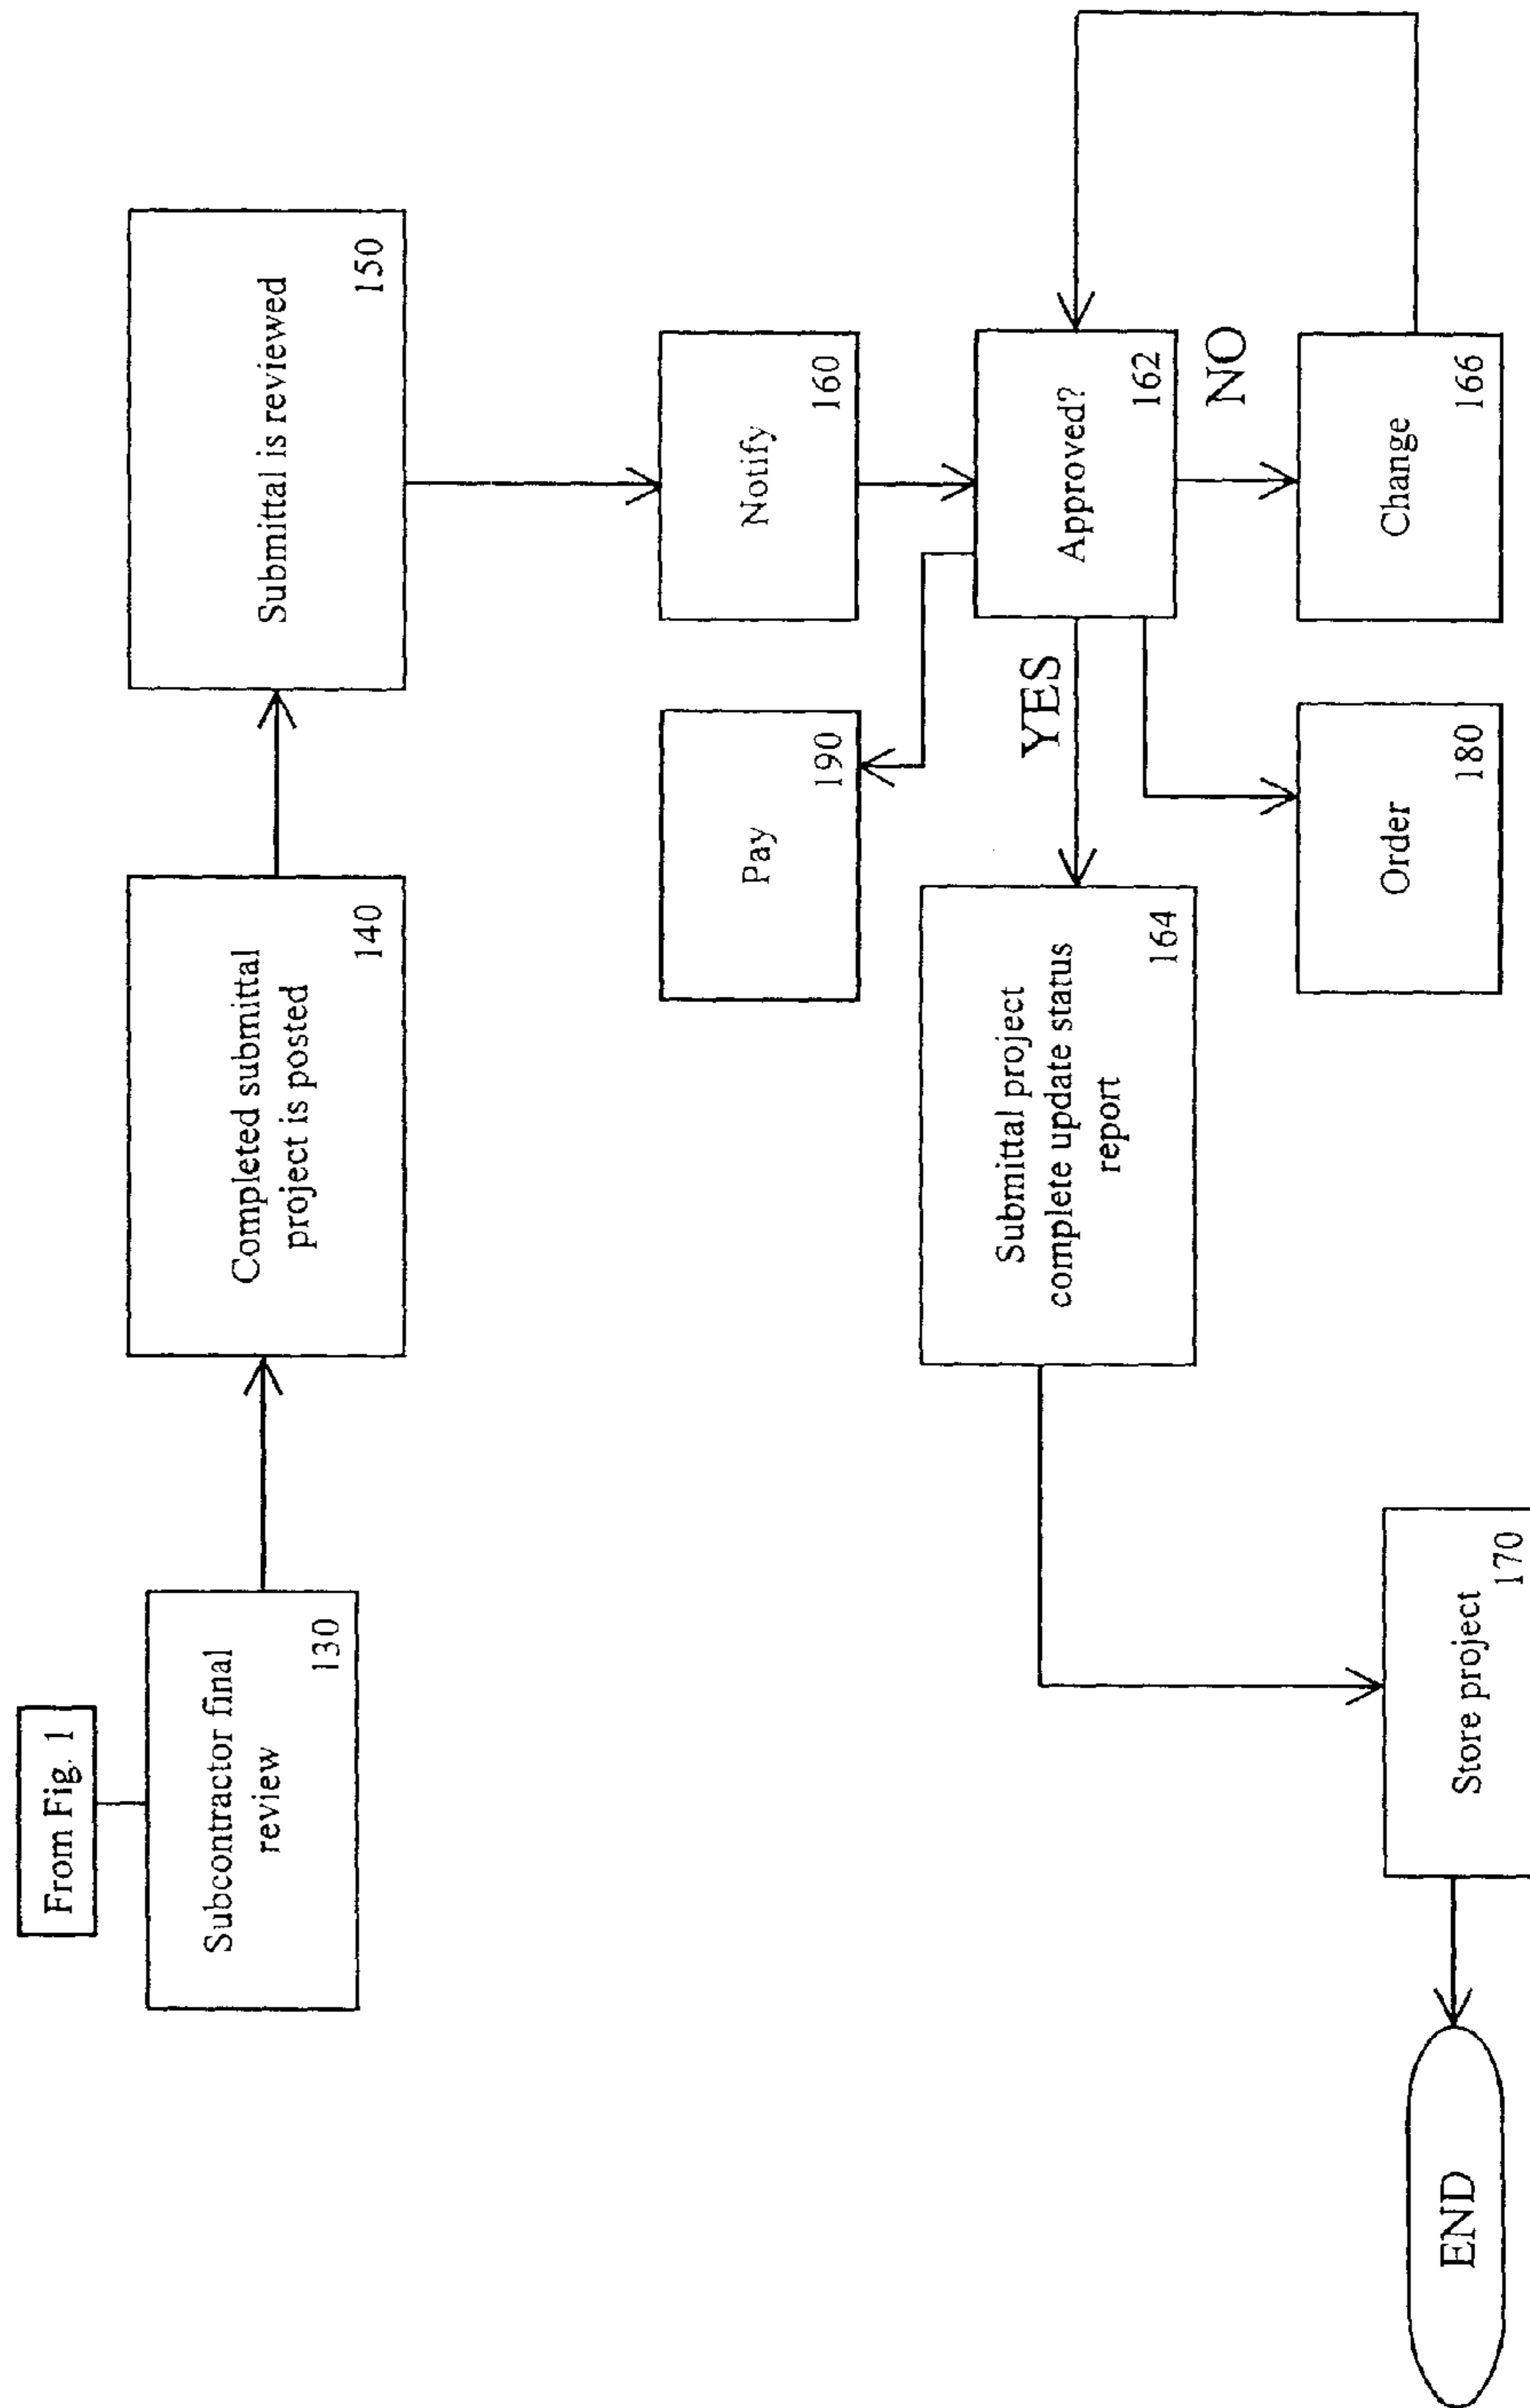 From Fig. 1
Subcontractor final
review
130
Completed submittal
project is posted
140
Submittal is reviewed
150
Pay
190
Notify
160
YES
Submittal project
complete update status
report
164
Approved?
162
NO
Store project
170
Order
180
Change
166
END